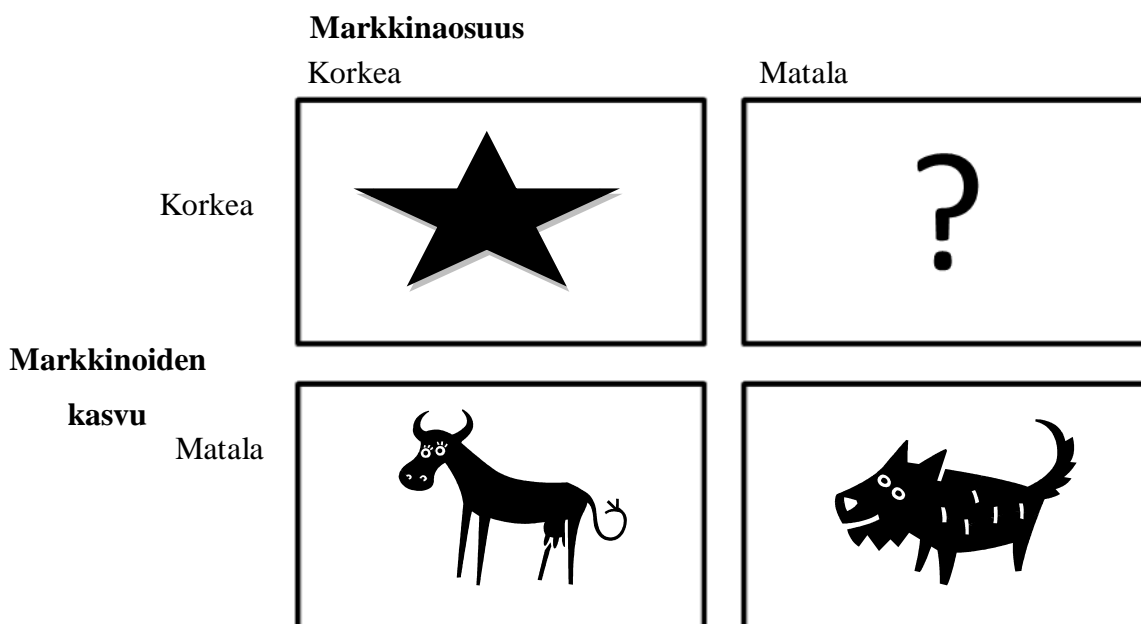 Markkinaosuus
Korkea
Matala
Korkea
?
Markkinoiden
kasvu
Matala